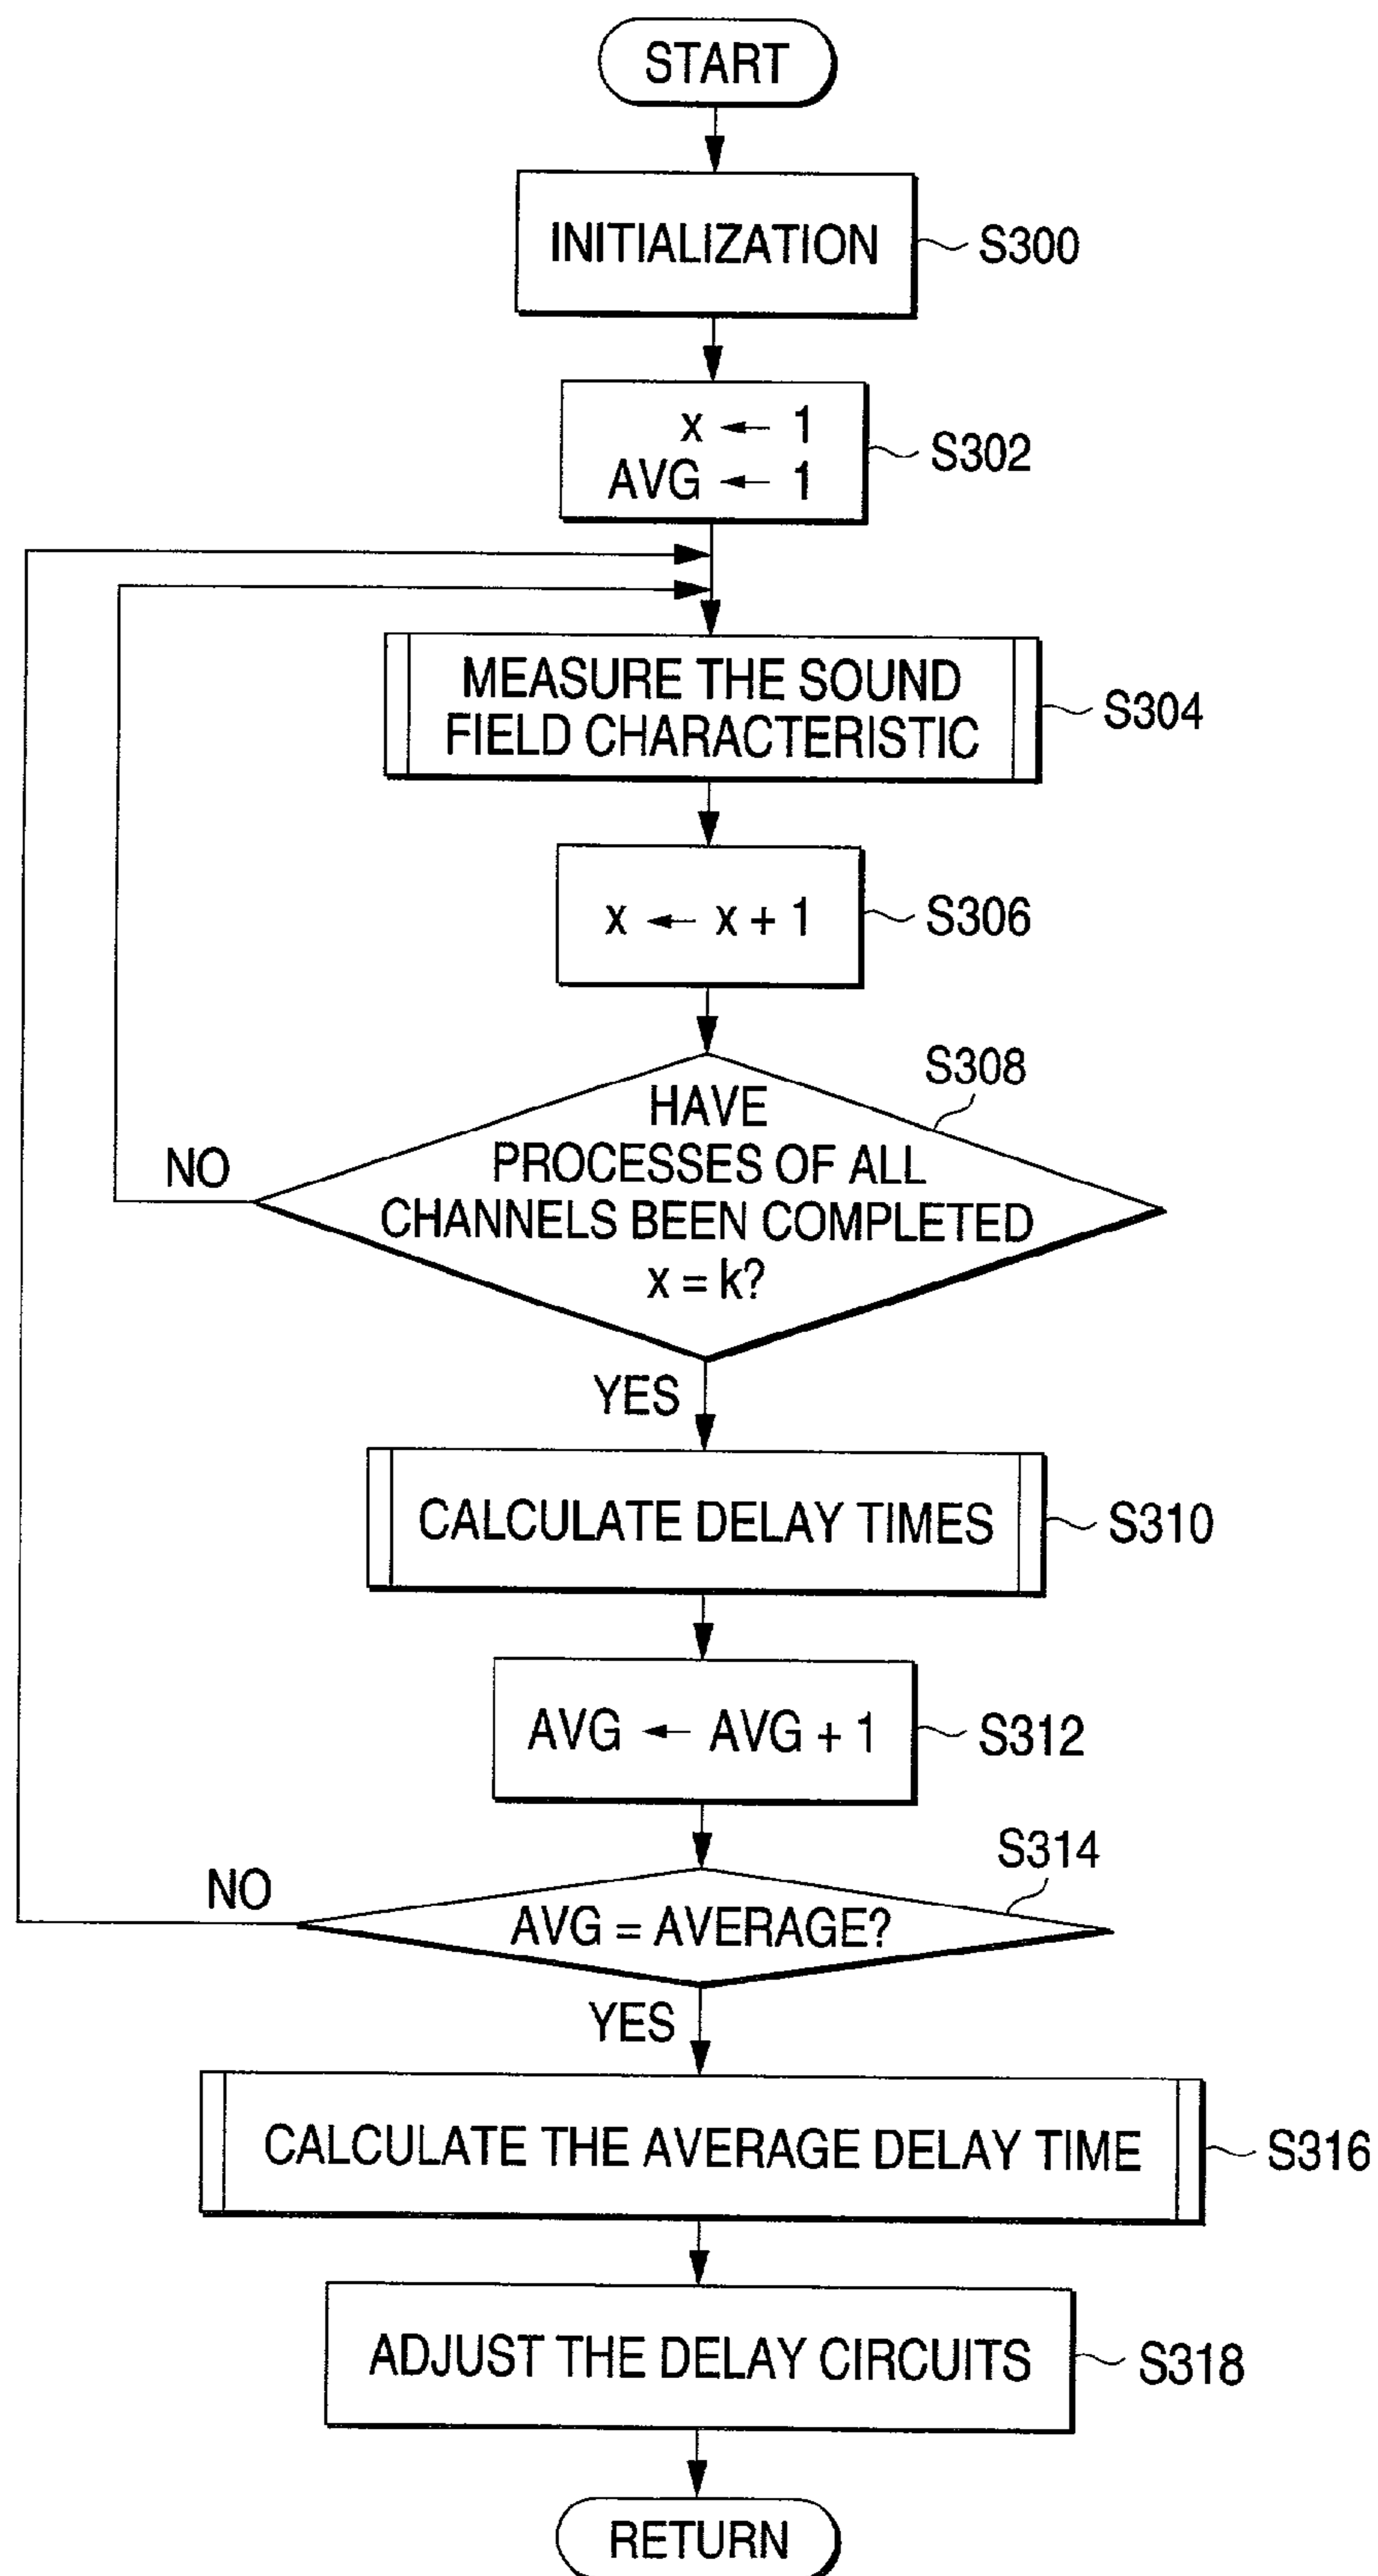 START
INITIALIZATION
S300
x ← 1
AVG ← 1
S302
MEASURE THE SOUND
FIELD CHARACTERISTIC
S304
x ← x + 1
S306
S308
HAVE
PROCESSES OF ALL
CHANNELS BEEN COMPLETED
x = k?
NO
YES
CALCULATE DELAY TIMES
S310
AVG ← AVG + 1
S312
S314
NO
AVG = AVERAGE?
YES
CALCULATE THE AVERAGE DELAY TIME
S316
ADJUST THE DELAY CIRCUITS
S318
RETURN